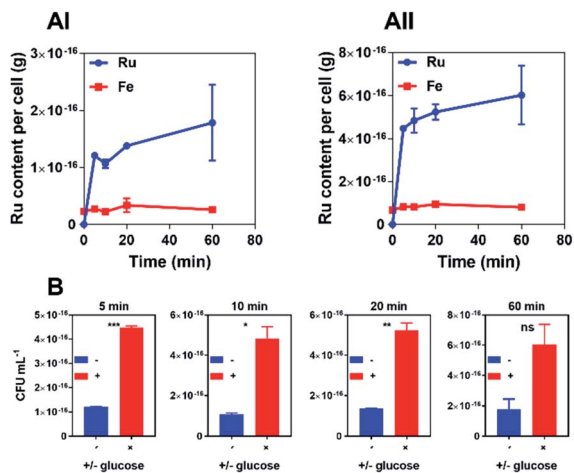 AI
AII
Ru content per cell (g)
3×10⁻¹⁶
2×10⁻¹⁶
1×10⁻¹⁶
0
Ru
Fe
0 20 40 60 80
Time (min)
Ru content per cell (g)
8×10⁻¹⁶
6×10⁻¹⁶
4×10⁻¹⁶
2×10⁻¹⁶
0
Ru
Fe
0 20 40 60 80
Time (min)
B
CFU mL⁻¹
5 min
5×10⁻¹⁶
4×10⁻¹⁶
3×10⁻¹⁶
2×10⁻¹⁶
1×10⁻¹⁶
0
***
-
+
- +
+/- glucose
10 min
6×10⁻¹⁶
4×10⁻¹⁶
2×10⁻¹⁶
0
*
-
+
- +
+/- glucose
20 min
6×10⁻¹⁶
4×10⁻¹⁶
2×10⁻¹⁶
0
**
-
+
- +
+/- glucose
60 min
8×10⁻¹⁶
6×10⁻¹⁶
4×10⁻¹⁶
2×10⁻¹⁶
0
ns
-
+
- +
+/- glucose